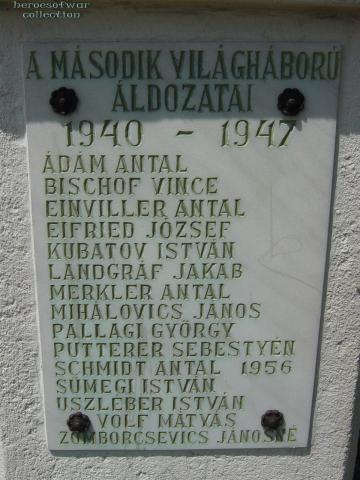 heroesofwar
collection
A MÁSODIK VILÁGHÁBORÚ
ÁLDOZATAI
1940 - 1947
ÁDÁM ANTAL
BISCHOF VINCE
EINVILLER ANTAL
EIFRIED JÓZSEF
KUBATOV ISTVÁN
LANDGRÁF JAKAB
MERKLER ANTAL
MIHÁLOVICS JÁNOS
PALLAGI GYÖRGY
PUTTERER SEBESTYÉN
SCHMIDT ANTAL 1956
SÜMEGI ISTVÁN
USZLÉBER ISTVÁN
VOLF MÁTYÁS
ZOMBORCSEVICS JÁNOSNÉ